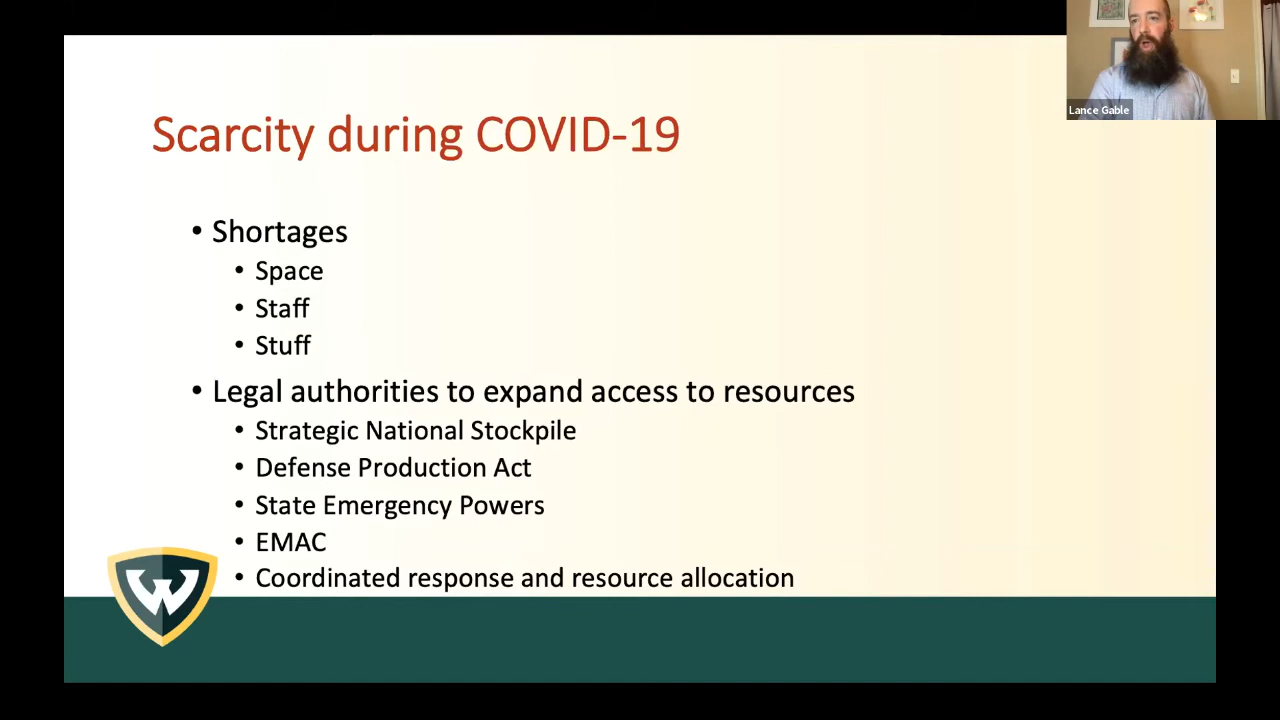 Lance Gable
Scarcity during COVID-19
• Shortages
• Space
• Staff
• Stuff
• Legal authorities to expand access to resources
• Strategic National Stockpile
• Defense Production Act
• State Emergency Powers
• EMAC
• Coordinated response and resource allocation
W